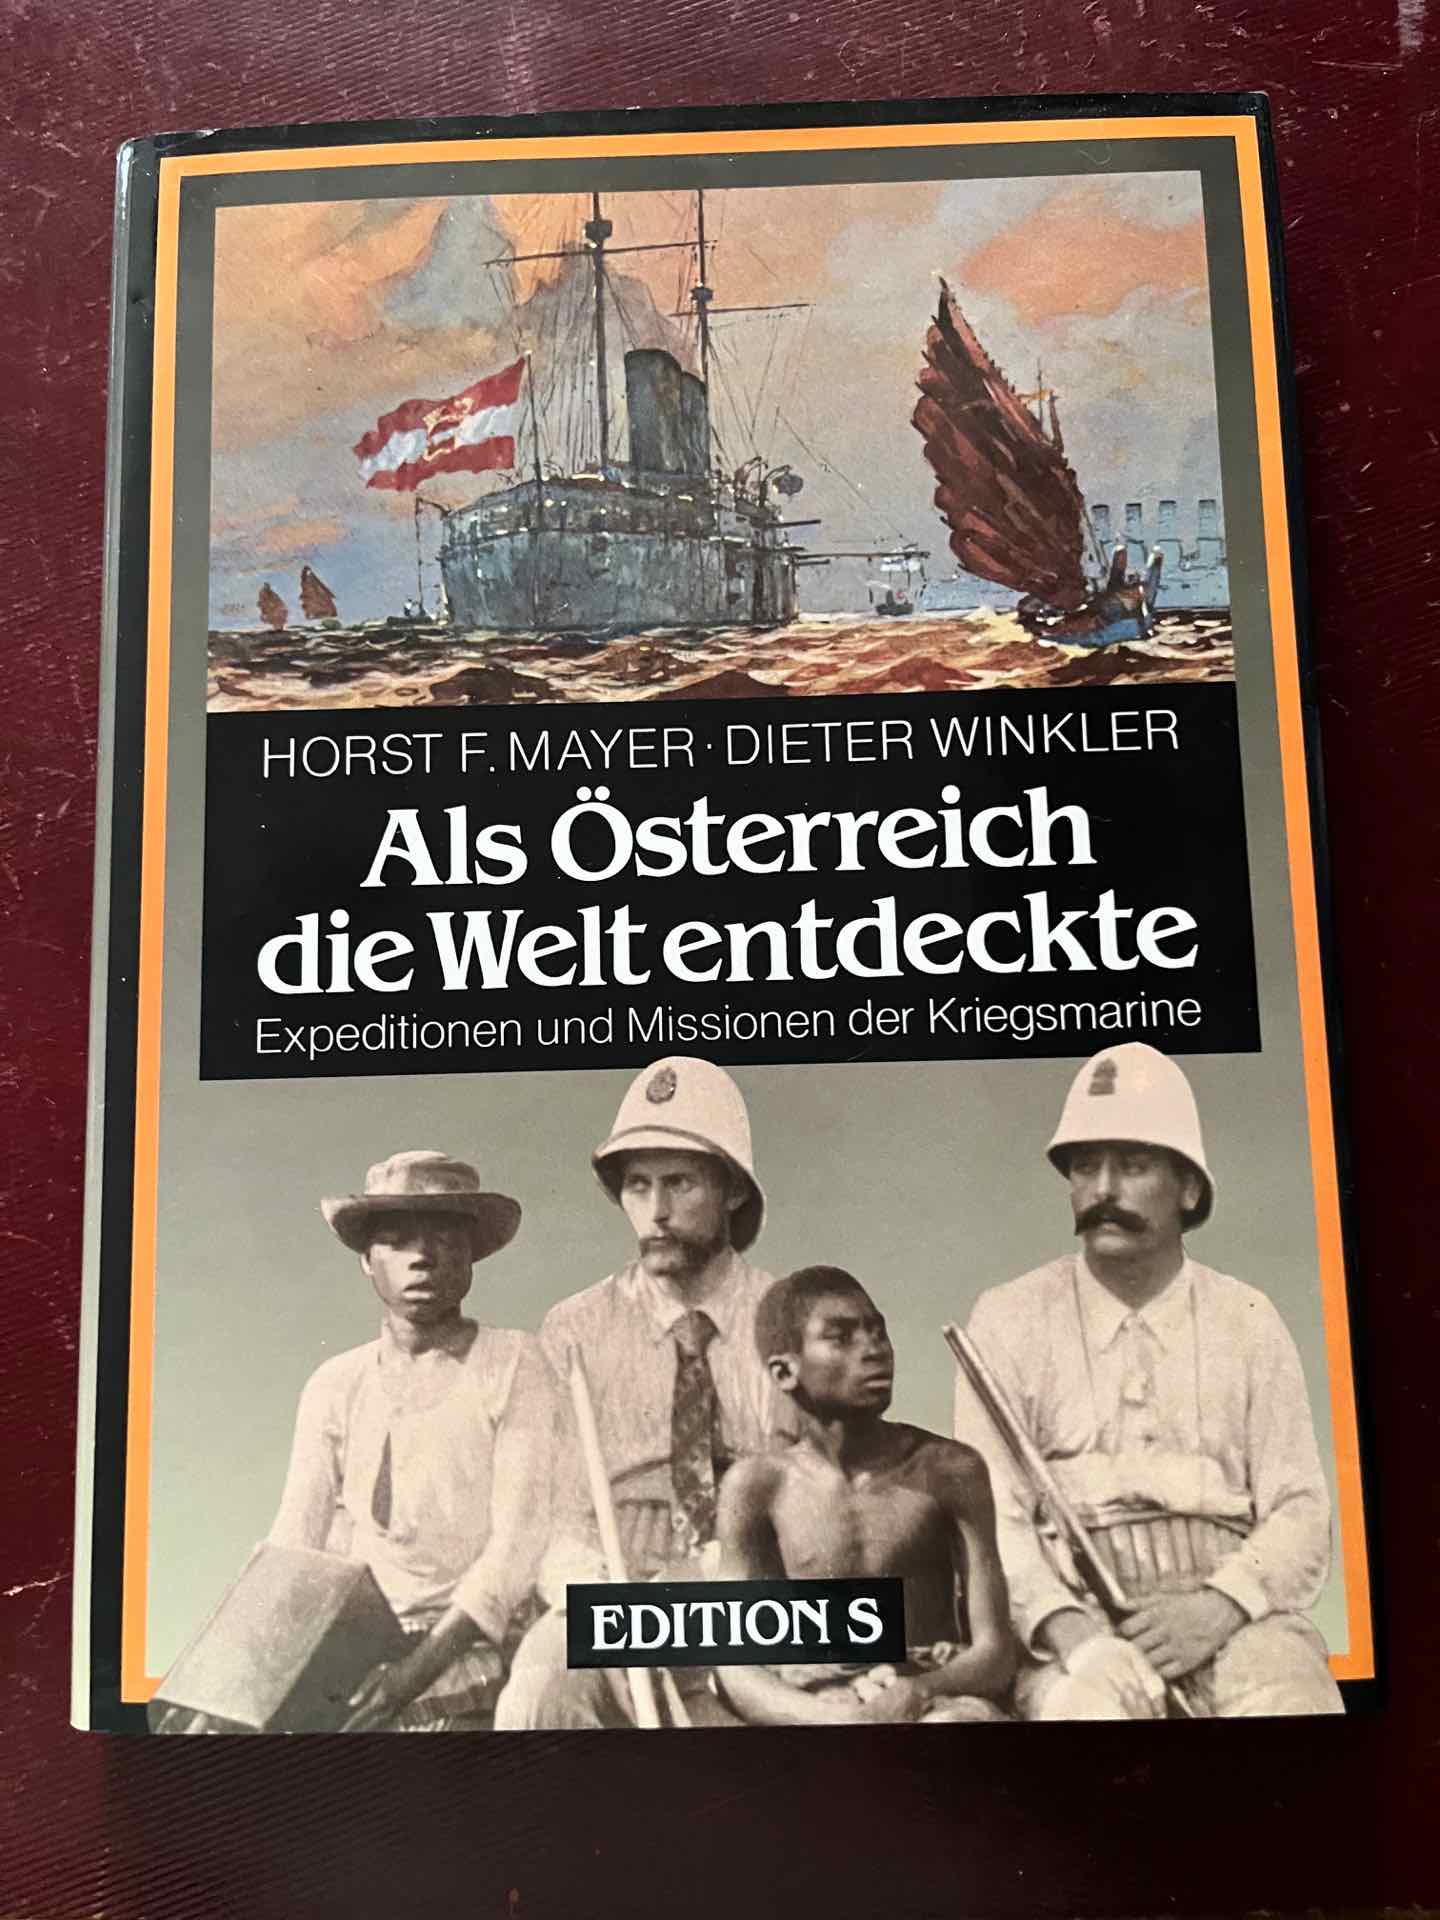 HORST F. MAYER · DIETER WINKLER
Als Österreich
die Welt entdeckte
Expeditionen und Missionen der Kriegsmarine
EDITION S